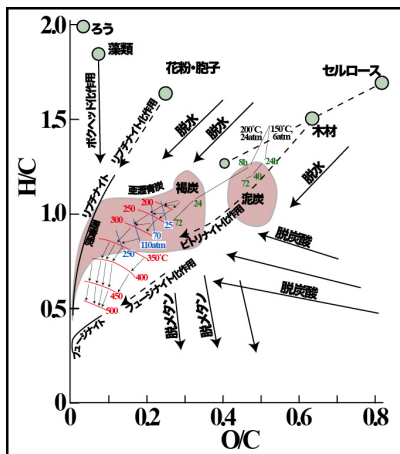 2.0
1.5
1.0
0.5
0.0
H/C
0
0.2
0.4
0.6
0.8
O/C
ろう
藻類
花粉・胞子
セルロース
木材
ボグヘッド化作用
リプチナイト化作用
リプチナイト
脱水
脱水
脱水
200℃,
24atm
150℃,
6atm
8h
24h
40
72
泥炭
褐炭
亜瀝青炭
24
72
200
250
300
25
70
110atm
250
350℃
400
450
500
ビトリナイト化作用
フュージナイト化作用
フュージナイト
脱炭酸
脱炭酸
脱メタン
脱メタン